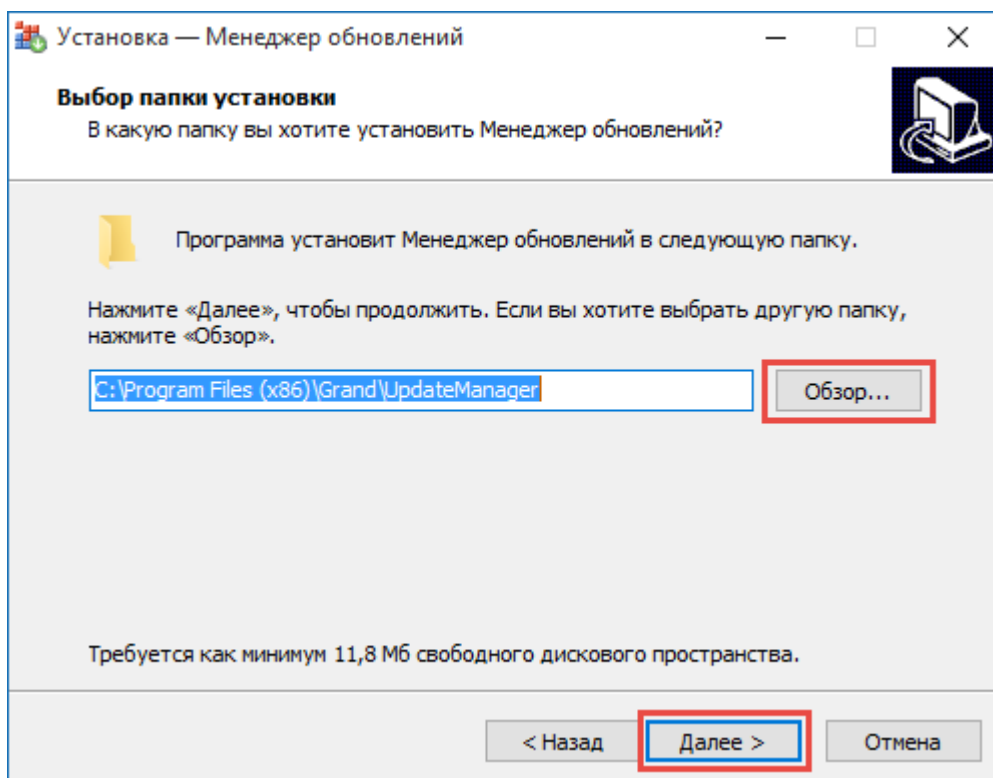 Установка — Менеджер обновлений
Выбор папки установки
В какую папку вы хотите установить Менеджер обновлений?
Программа установит Менеджер обновлений в следующую папку.
Нажмите «Далее», чтобы продолжить. Если вы хотите выбрать другую папку,
нажмите «Обзор».
C:\Program Files (x86)\Grand\UpdateManager
Обзор...
Требуется как минимум 11,8 Мб свободного дискового пространства.
< Назад
Далее >
Отмена